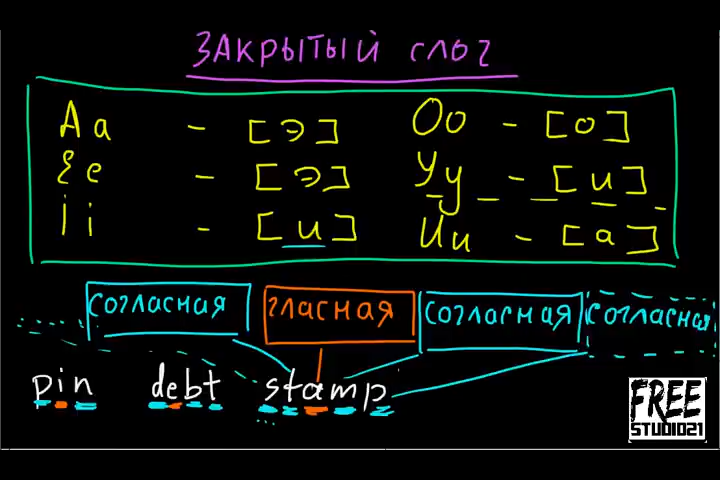 ЗАКРЫТЫЙ СЛОГ
Aa - [Э] Oo - [О]
Ee - [Э] Yy - [и]
Ii - [и] Uu - [а]
согласная гласная согласная согласная
pin debt stamp
FREE
STUDIO21